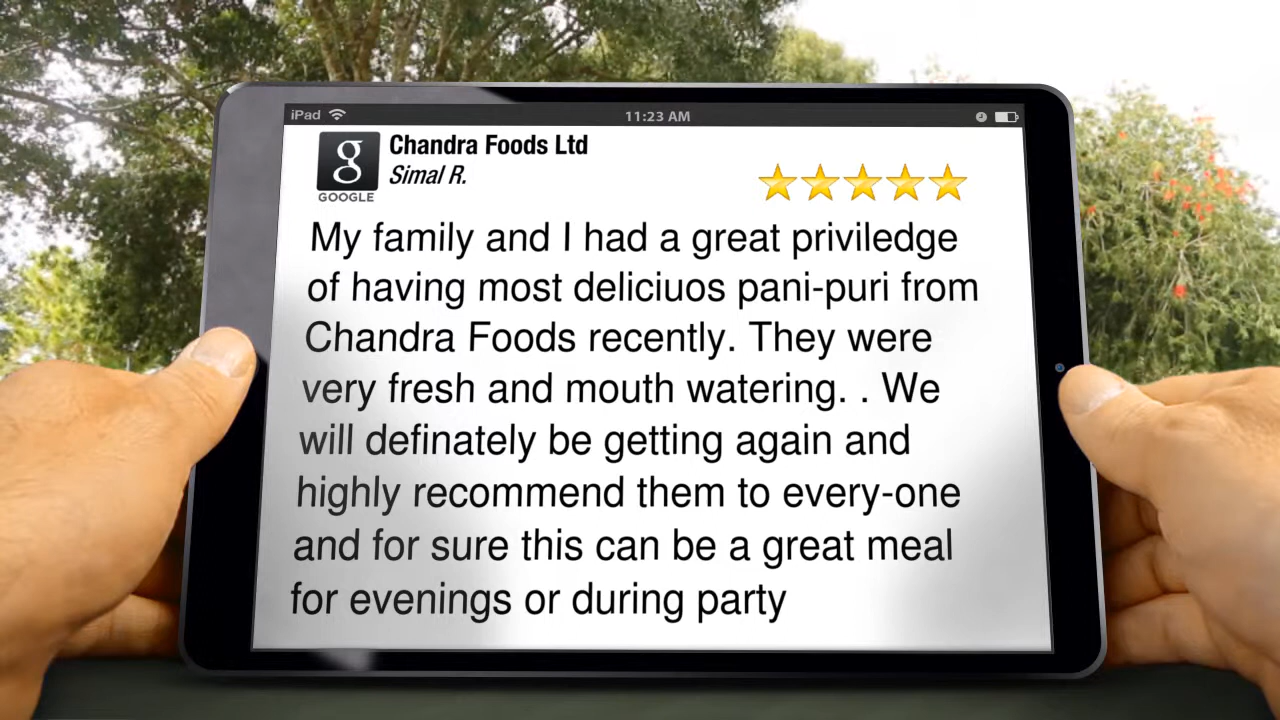 iPad
11:23 AM
g
GOOGLE
Chandra Foods Ltd
Simal R.
My family and I had a great priviledge
of having most deliciuos pani-puri from
Chandra Foods recently. They were
very fresh and mouth watering. . We
will definately be getting again and
highly recommend them to every-one
and for sure this can be a great meal
for evenings or during party